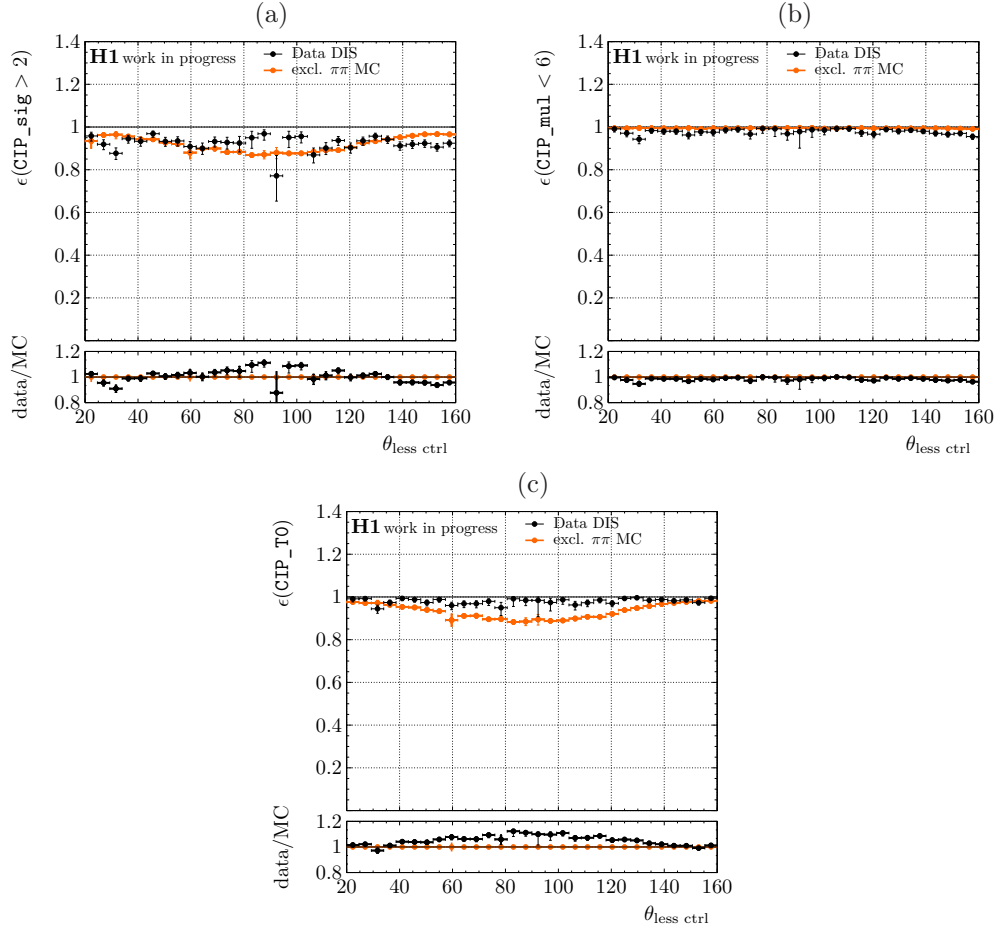 (a)
ϵ(CIP_sig > 2)
1.4
1.2
1
0.8
0.6
0.4
0.2
H1 work in progress
Data DIS
excl. ππ MC
data/MC
1.2
1
0.8
20 40 60 80 100 120 140 160
θless ctrl
(b)
ϵ(CIP_mul < 6)
1.4
1.2
1
0.8
0.6
0.4
0.2
H1 work in progress
Data DIS
excl. ππ MC
data/MC
1.2
1
0.8
20 40 60 80 100 120 140 160
θless ctrl
(c)
ϵ(CIP_T0)
1.4
1.2
1
0.8
0.6
0.4
0.2
H1 work in progress
Data DIS
excl. ππ MC
data/MC
1.2
1
0.8
20 40 60 80 100 120 140 160
θless ctrl